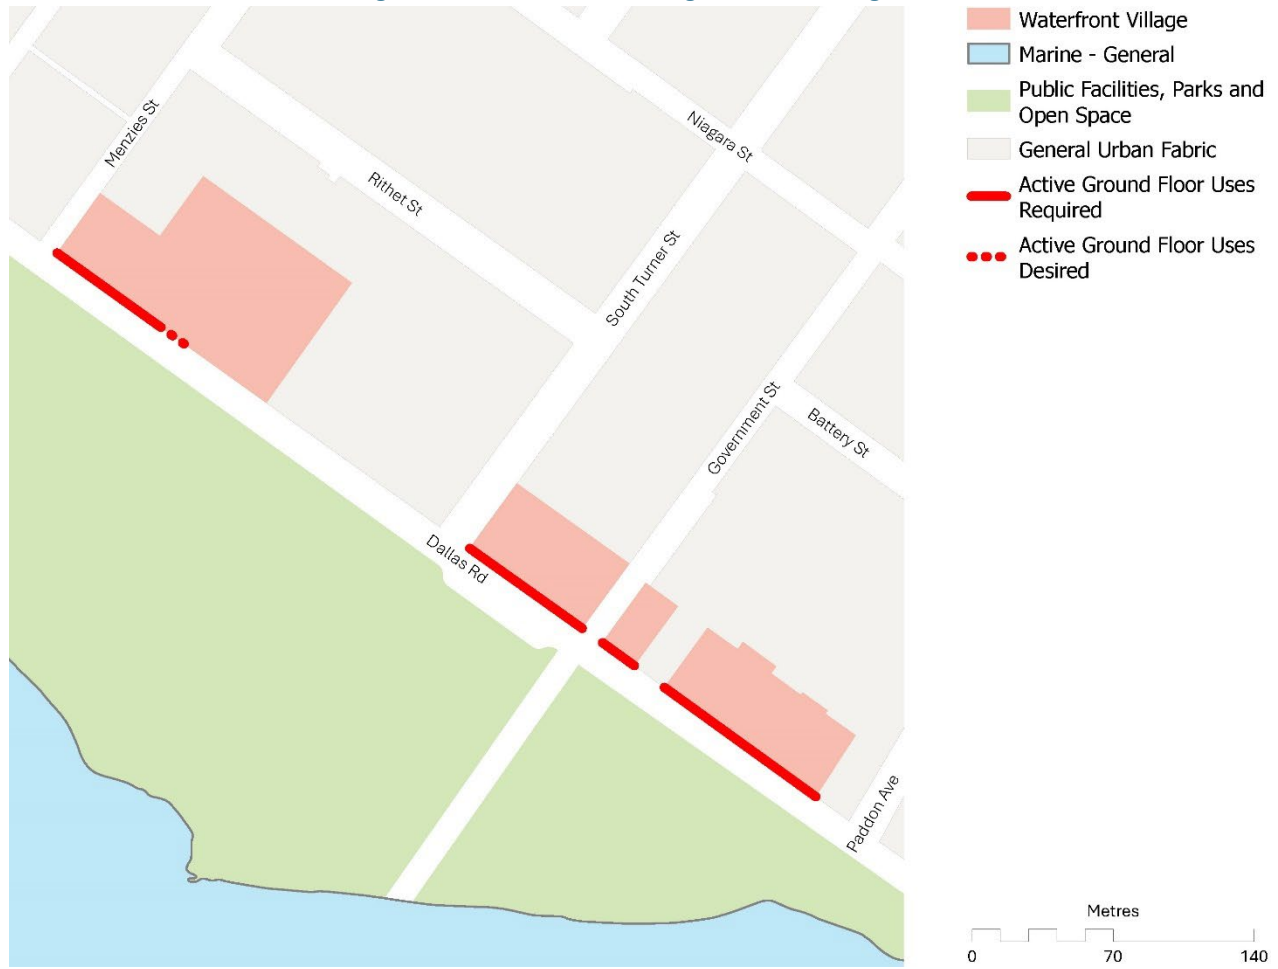 Waterfront Village
Marine - General
Public Facilities, Parks and
Open Space
General Urban Fabric
Active Ground Floor Uses
Required
Active Ground Floor Uses
Desired
Menzies St
Niagara St
Rithet St
South Turner St
Government St
Battery St
Dallas Rd
Paddon Ave
Metres
0 70 140